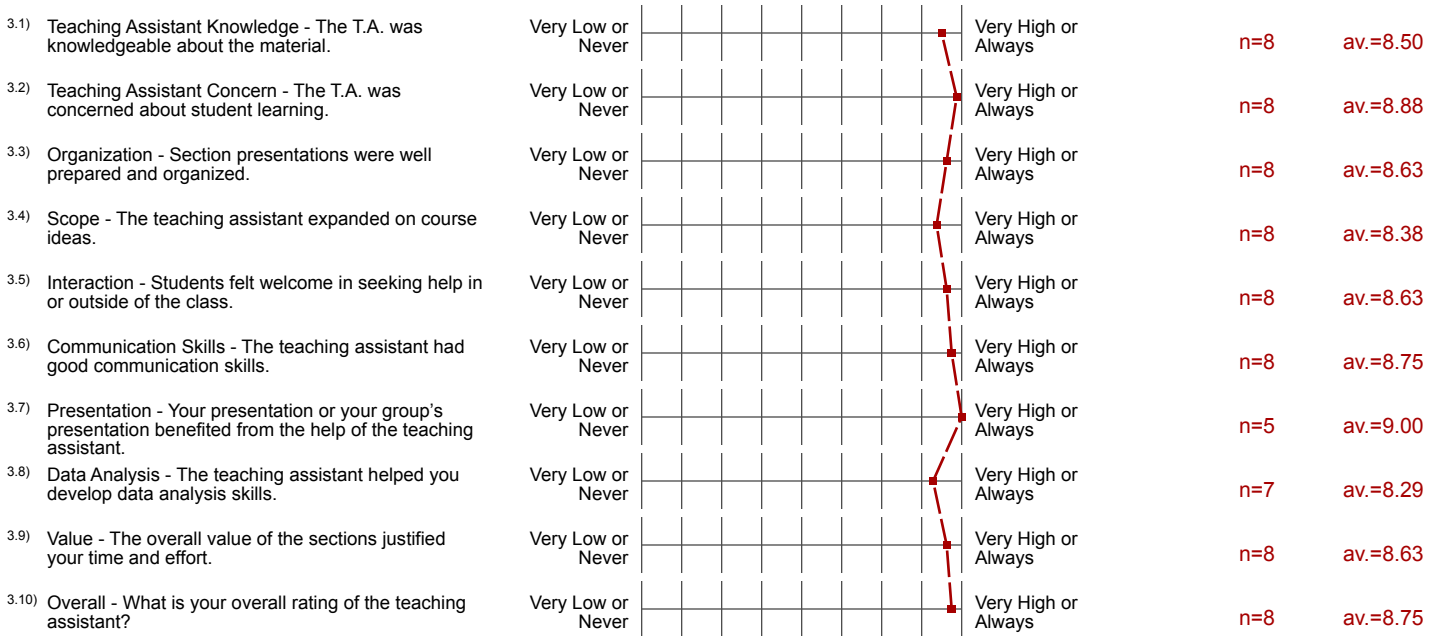 3.1) Teaching Assistant Knowledge - The T.A. was
knowledgeable about the material.
Very Low or
Never
Very High or
Always
n=8
av.=8.50
3.2) Teaching Assistant Concern - The T.A. was
concerned about student learning.
Very Low or
Never
Very High or
Always
n=8
av.=8.88
3.3) Organization - Section presentations were well
prepared and organized.
Very Low or
Never
Very High or
Always
n=8
av.=8.63
3.4) Scope - The teaching assistant expanded on course
ideas.
Very Low or
Never
Very High or
Always
n=8
av.=8.38
3.5) Interaction - Students felt welcome in seeking help in
or outside of the class.
Very Low or
Never
Very High or
Always
n=8
av.=8.63
3.6) Communication Skills - The teaching assistant had
good communication skills.
Very Low or
Never
Very High or
Always
n=8
av.=8.75
3.7) Presentation - Your presentation or your group's
presentation benefited from the help of the teaching
assistant.
Very Low or
Never
Very High or
Always
n=5
av.=9.00
3.8) Data Analysis - The teaching assistant helped you
develop data analysis skills.
Very Low or
Never
Very High or
Always
n=7
av.=8.29
3.9) Value - The overall value of the sections justified
your time and effort.
Very Low or
Never
Very High or
Always
n=8
av.=8.63
3.10) Overall - What is your overall rating of the teaching
assistant?
Very Low or
Never
Very High or
Always
n=8
av.=8.75